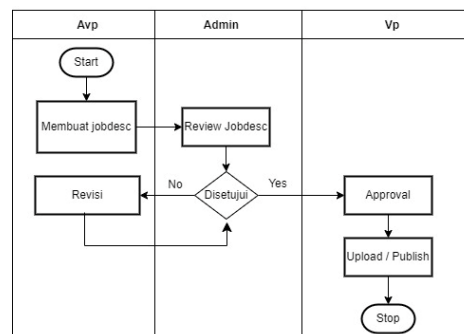 Avp
Admin
Vp
Start
Membuat jobdesc
Review Jobdesc
Revisi
No
Disetujui
Yes
Approval
Upload / Publish
Stop